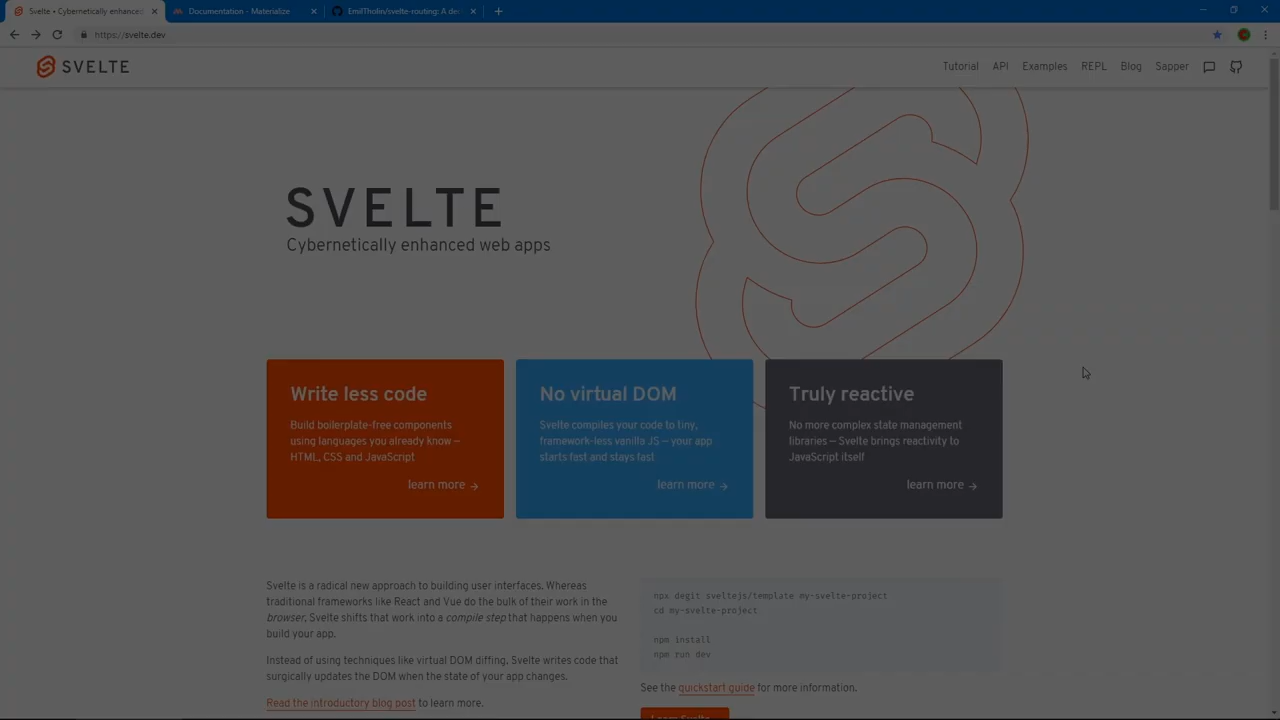 Svelte • Cybernetically enhanced
Documentation - Materialize
EmilTholin/svelte-routing: A de
https://svelte.dev
SVELTE
Tutorial
API
Examples
REPL
Blog
Sapper
SVELTE
Cybernetically enhanced web apps
Write less code
Build boilerplate-free components
using languages you already know —
HTML, CSS and JavaScript
learn more →
No virtual DOM
Svelte compiles your code to tiny,
framework-less vanilla JS — your app
starts fast and stays fast
learn more →
Truly reactive
No more complex state management
libraries — Svelte brings reactivity to
JavaScript itself
learn more →
Svelte is a radical new approach to building user interfaces. Whereas
traditional frameworks like React and Vue do the bulk of their work in the
browser, Svelte shifts that work into a compile step that happens when you
build your app.
Instead of using techniques like virtual DOM diffing, Svelte writes code that
surgically updates the DOM when the state of your app changes.
Read the introductory blog post to learn more.
npx degit sveltejs/template my-svelte-project
cd my-svelte-project
npm install
npm run dev
See the quickstart guide for more information.
Learn Svelte